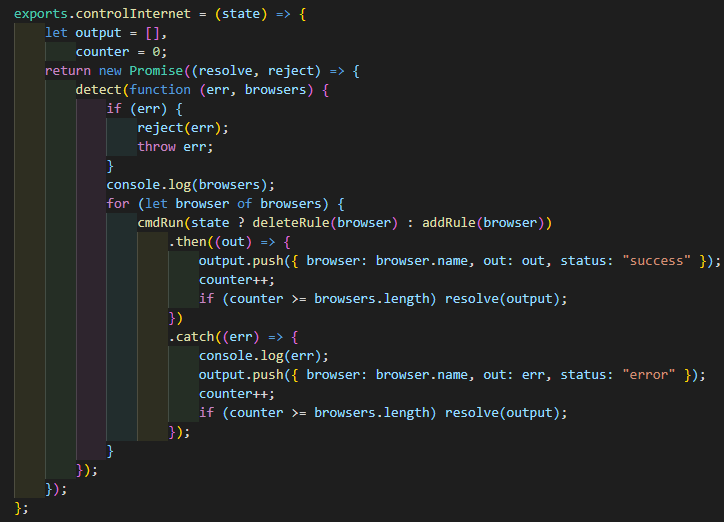 exports.controlInternet = (state) => {
    let output = [],
        counter = 0;
    return new Promise((resolve, reject) => {
        detect(function (err, browsers) {
            if (err) {
                reject(err);
                throw err;
            }
            console.log(browsers);
            for (let browser of browsers) {
                cmdRun(state ? deleteRule(browser) : addRule(browser))
                    .then((out) => {
                        output.push({ browser: browser.name, out: out, status: "success" });
                        counter++;
                        if (counter >= browsers.length) resolve(output);
                    })
                    .catch((err) => {
                        console.log(err);
                        output.push({ browser: browser.name, out: err, status: "error" });
                        counter++;
                        if (counter >= browsers.length) resolve(output);
                    });
            }
        });
    });
};